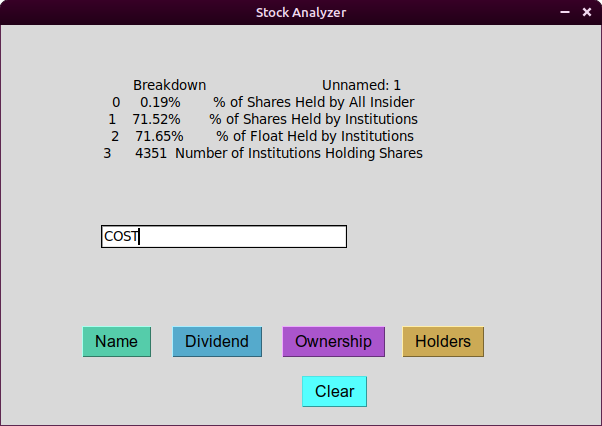 Stock Analyzer
Breakdown Unnamed: 1
0 0.19% % of Shares Held by All Insider
1 71.52% % of Shares Held by Institutions
2 71.65% % of Float Held by Institutions
3 4351 Number of Institutions Holding Shares
COST
Name Dividend Ownership Holders
Clear